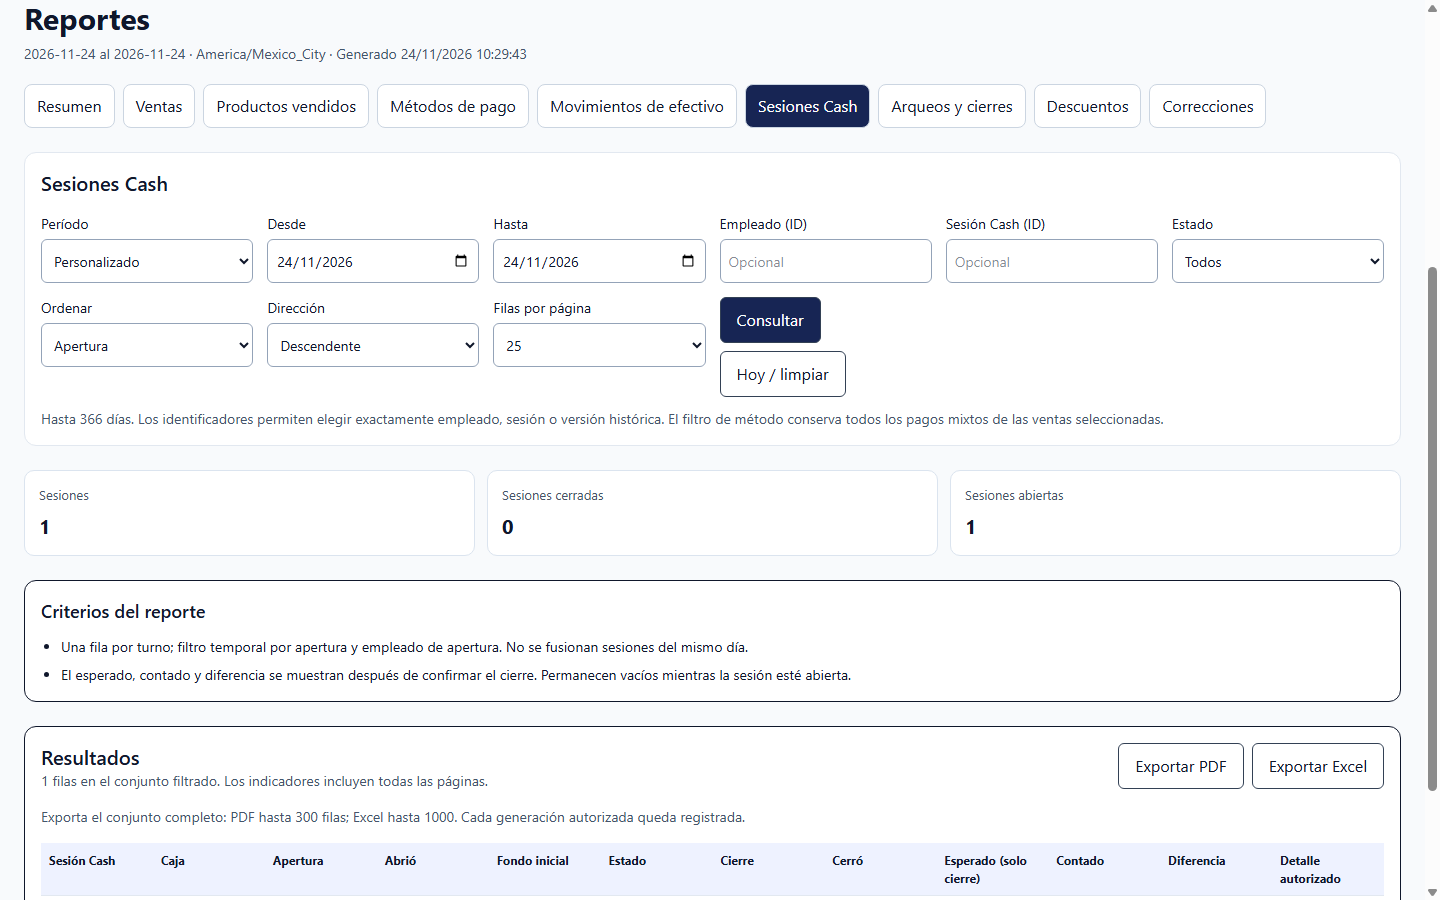 Reportes
2026-11-24 al 2026-11-24 · America/Mexico_City · Generado 24/11/2026 10:29:43
Resumen
Ventas
Productos vendidos
Métodos de pago
Movimientos de efectivo
Sesiones Cash
Arqueos y cierres
Descuentos
Correcciones
Sesiones Cash
Período
Desde
Hasta
Empleado (ID)
Sesión Cash (ID)
Estado
Personalizado
24/11/2026
24/11/2026
Opcional
Opcional
Todos
Ordenar
Dirección
Filas por página
Apertura
Descendente
25
Consultar
Hoy / limpiar
Hasta 366 días. Los identificadores permiten elegir exactamente empleado, sesión o versión histórica. El filtro de método conserva todos los pagos mixtos de las ventas seleccionadas.
Sesiones
1
Sesiones cerradas
0
Sesiones abiertas
1
Criterios del reporte
• Una fila por turno; filtro temporal por apertura y empleado de apertura. No se fusionan sesiones del mismo día.
• El esperado, contado y diferencia se muestran después de confirmar el cierre. Permanecen vacíos mientras la sesión esté abierta.
Resultados
1 filas en el conjunto filtrado. Los indicadores incluyen todas las páginas.
Exportar PDF
Exportar Excel
Exporta el conjunto completo: PDF hasta 300 filas; Excel hasta 1000. Cada generación autorizada queda registrada.
Sesión Cash
Caja
Apertura
Abrió
Fondo inicial
Estado
Cierre
Cerró
Esperado (solo
cierre)
Contado
Diferencia
Detalle
autorizado